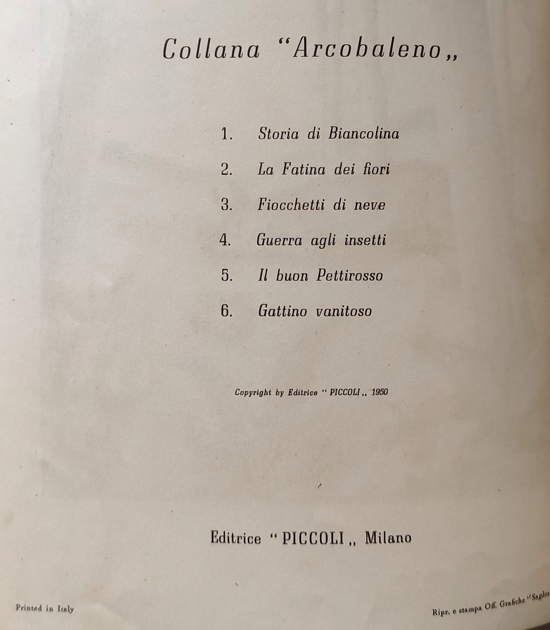 Collana “Arcobaleno„
1. Storia di Biancolina
2. La Fatina dei fiori
3. Fiocchetti di neve
4. Guerra agli insetti
5. Il buon Pettirosso
6. Gattino vanitoso
Copyright by Editrice “PICCOLI„ 1950
Editrice “PICCOLI„ Milano
Printed in Italy
Ripr. e stampa Off. Grafiche